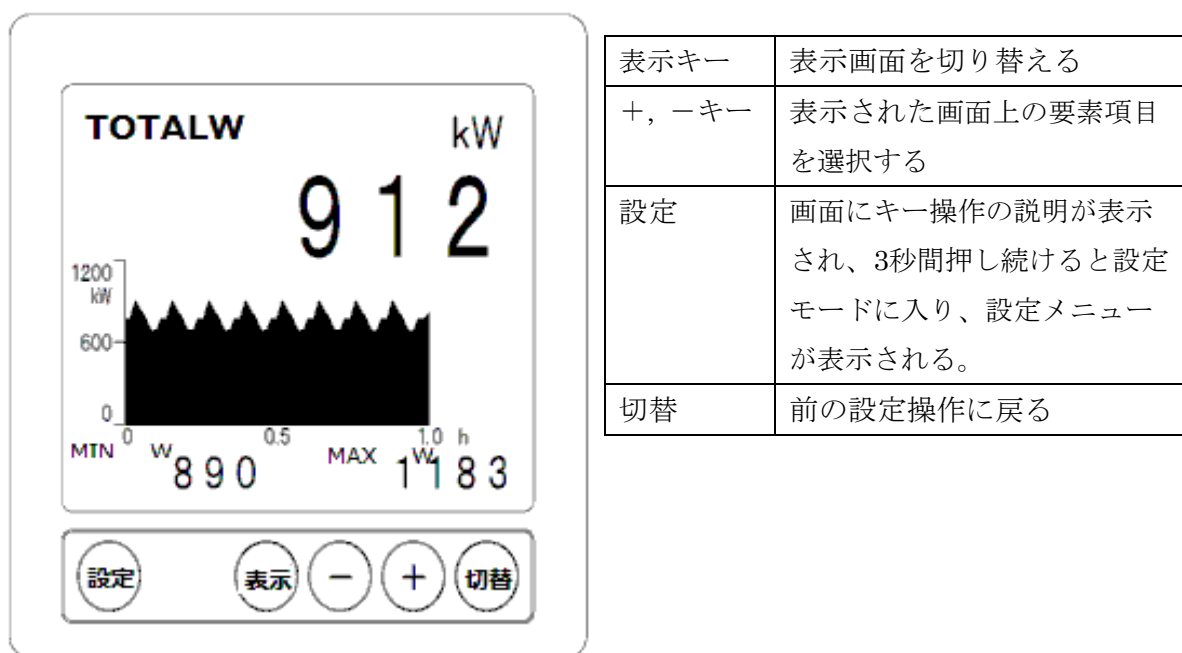 TOTALW
kW
912
1200
kW
600
0
0 0.5 1.0 h
MTN W 890 MAX W 1183
設定 表示 － ＋ 切替
表示キー 表示画面を切り替える
＋, －キー 表示された画面上の要素項目
を選択する
設定 画面にキー操作の説明が表示
され、3秒間押し続けると設定
モードに入り、設定メニュー
が表示される。
切替 前の設定操作に戻る